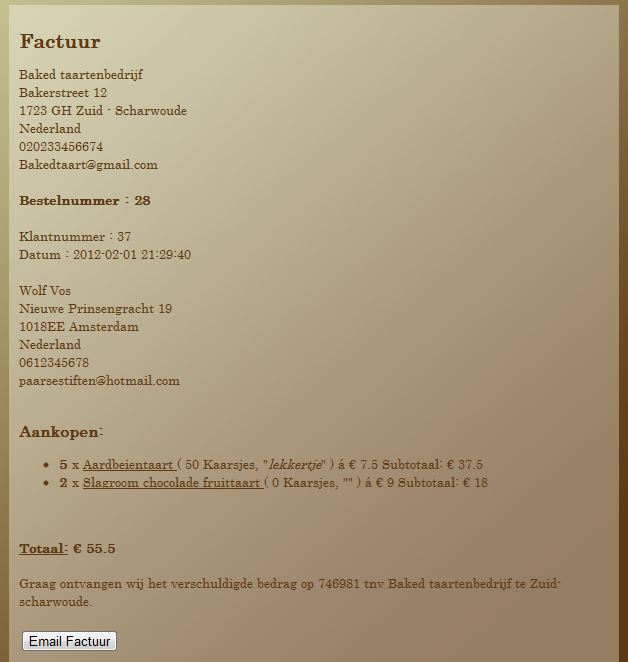 Factuur
Baked taartenbedrijf
Bakerstreet 12
1723 GH Zuid - Scharwoude
Nederland
020233456674
Bakedtaart@gmail.com
Bestelnummer : 28
Klantnummer : 37
Datum : 2012-02-01 21:29:40
Wolf Vos
Nieuwe Prinsengracht 19
1018EE Amsterdam
Nederland
0612345678
paarsestiften@hotmail.com
Aankopen:
5 x Aardbeientaart ( 50 Kaarsjes, "lekkertje" ) á € 7.5 Subtotaal: € 37.5
2 x Slagroom chocolade fruittaart ( 0 Kaarsjes, "" ) á € 9 Subtotaal: € 18
Totaal: € 55.5
Graag ontvangen wij het verschuldigde bedrag op 746981 tnv Baked taartenbedrijf te Zuid-
scharwoude.
Email Factuur